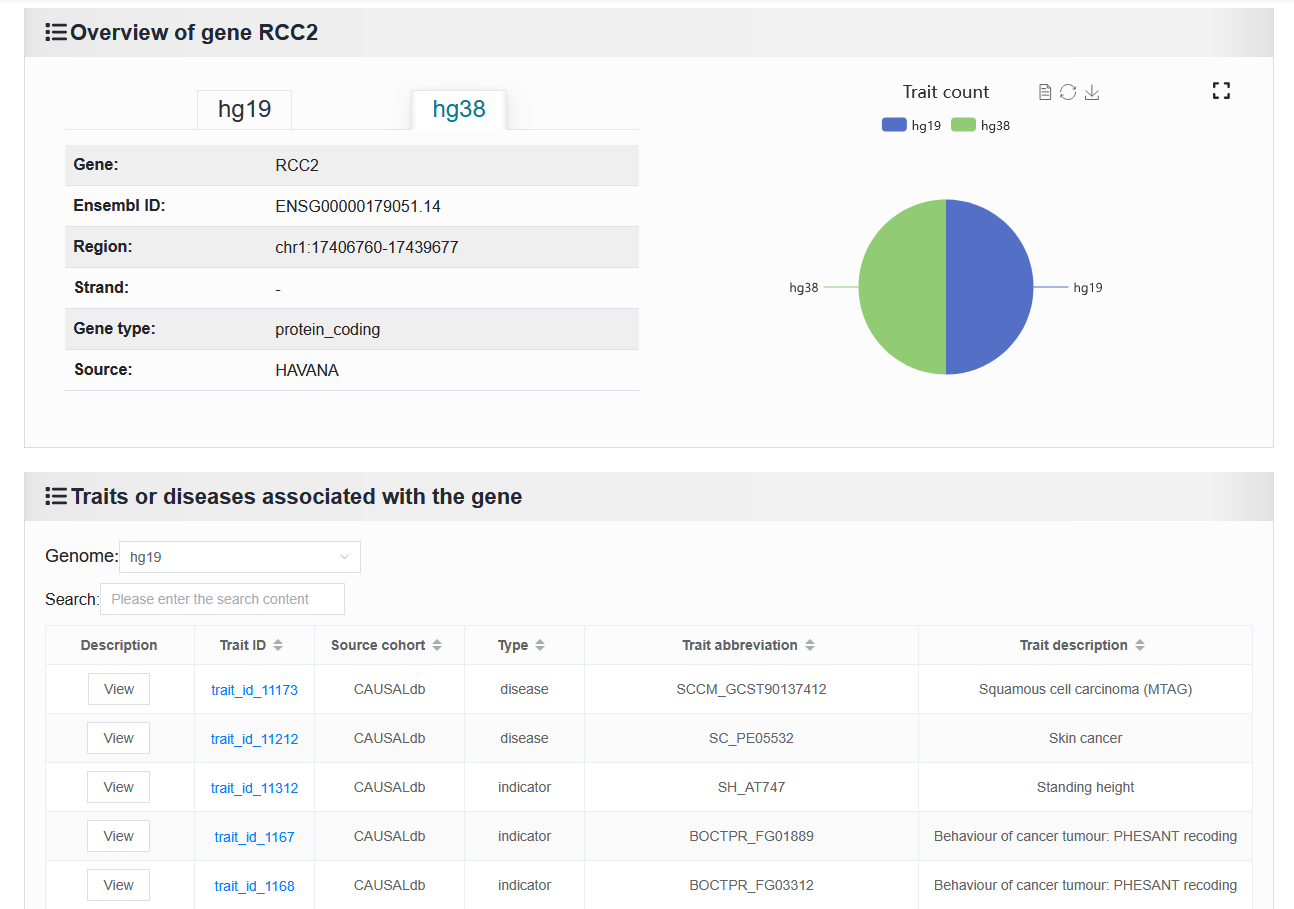 Overview of gene RCC2
hg19 hg38
Gene: RCC2
Ensembl ID: ENSG00000179051.14
Region: chr1:17406760-17439677
Strand: -
Gene type: protein_coding
Source: HAVANA
Trait count
hg19 hg38
hg38 hg19
Traits or diseases associated with the gene
Genome: hg19
Search: Please enter the search content
Description Trait ID Source cohort Type Trait abbreviation Trait description
View trait_id_11173 CAUSALdb disease SCCM_GCST90137412 Squamous cell carcinoma (MTAG)
View trait_id_11212 CAUSALdb disease SC_PE05532 Skin cancer
View trait_id_11312 CAUSALdb indicator SH_AT747 Standing height
View trait_id_1167 CAUSALdb indicator BOCTPR_FG01889 Behaviour of cancer tumour: PHESANT recoding
View trait_id_1168 CAUSALdb indicator BOCTPR_FG03312 Behaviour of cancer tumour: PHESANT recoding